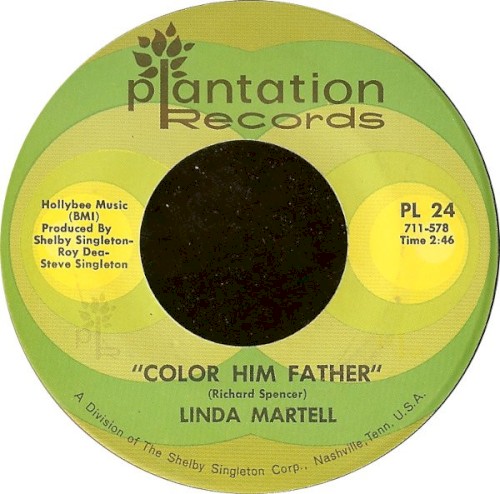 plantation
Records
Hollybee Music
(BMI)
Produced By
Shelby Singleton-
Roy Dea-
Steve Singleton
PL 24
711-578
Time 2:46
"COLOR HIM FATHER"
(Richard Spencer)
LINDA MARTELL
A Division of The Shelby Singleton Corp., Nashville, Tenn. U.S.A.